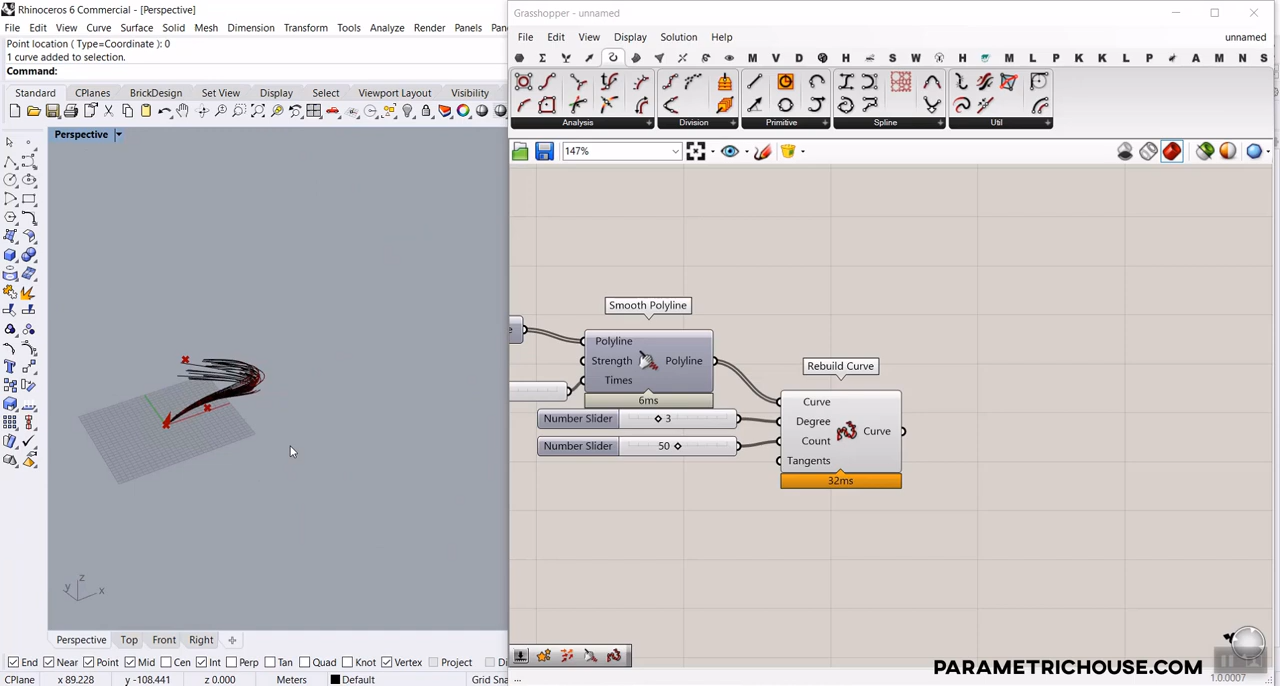 Rhinoceros 6 Commercial - [Perspective]
File Edit View Curve Surface Solid Mesh Dimension Transform Tools Analyze Render Panels Pan
Point location ( Type=Coordinate ): 0
1 curve added to selection.
Command:
Standard CPlanes BrickDesign Set View Display Select Viewport Layout Visibility
Perspective
z
y
x
Perspective Top Front Right
End Near Point Mid Cen Int Perp Tan Quad Knot Vertex Project
CPlane x 89.228 y -108.441 z 0.000 Meters Default Grid Snap
Grasshopper - unnamed
File Edit View Display Solution Help unnamed
M V D H S W H M L P K L P A M N S
Analysis Division Primitive Spline Util
147%
Smooth Polyline
Polyline
Strength Polyline
Times
6ms
Rebuild Curve
Curve
Degree
Count Curve
Tangents
32ms
Number Slider 3
Number Slider 50
...
1.0.0007
PARAMETRICHOUSE.COM